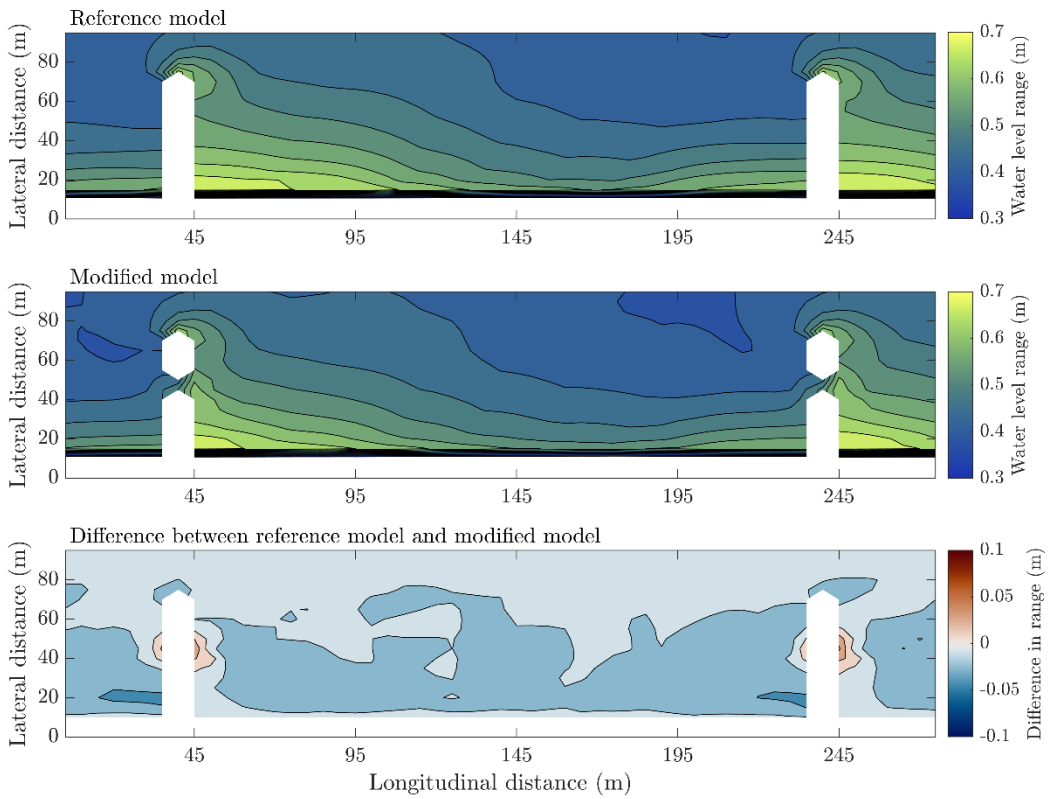 Reference model
Lateral distance (m)
80
60
40
20
0
45 95 145 195 245
0.7
0.6
0.5
0.4
0.3
Water level range (m)
Modified model
Lateral distance (m)
80
60
40
20
0
45 95 145 195 245
0.7
0.6
0.5
0.4
0.3
Water level range (m)
Difference between reference model and modified model
Lateral distance (m)
80
60
40
20
0
45 95 145 195 245
0.1
0.05
0
-0.05
-0.1
Difference in range (m)
Longitudinal distance (m)